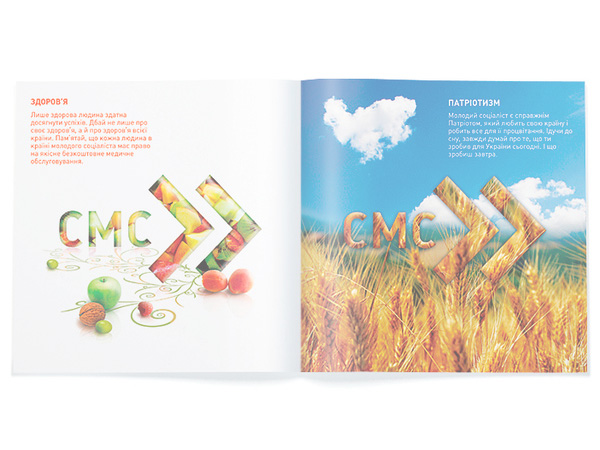 ЗДОРОВ'Я
Лише здорова людина здатна
досягнути успіхів. Дбай не лише про
своє здоров'я, а й про здоров'я всієї
країни. Пам'ятай, що кожна людина в
країні молодого соціаліста має право
на якісне безкоштовне медичне
обслуговування.
СМС
ПАТРІОТИЗМ
Молодий соціаліст є справжнім
Патріотом, який любить свою країну і
робить все для її процвітання. Ідучи до
сну, завжди думай про те, що ти
зробив для України сьогодні. І що
зробиш завтра.
СМС